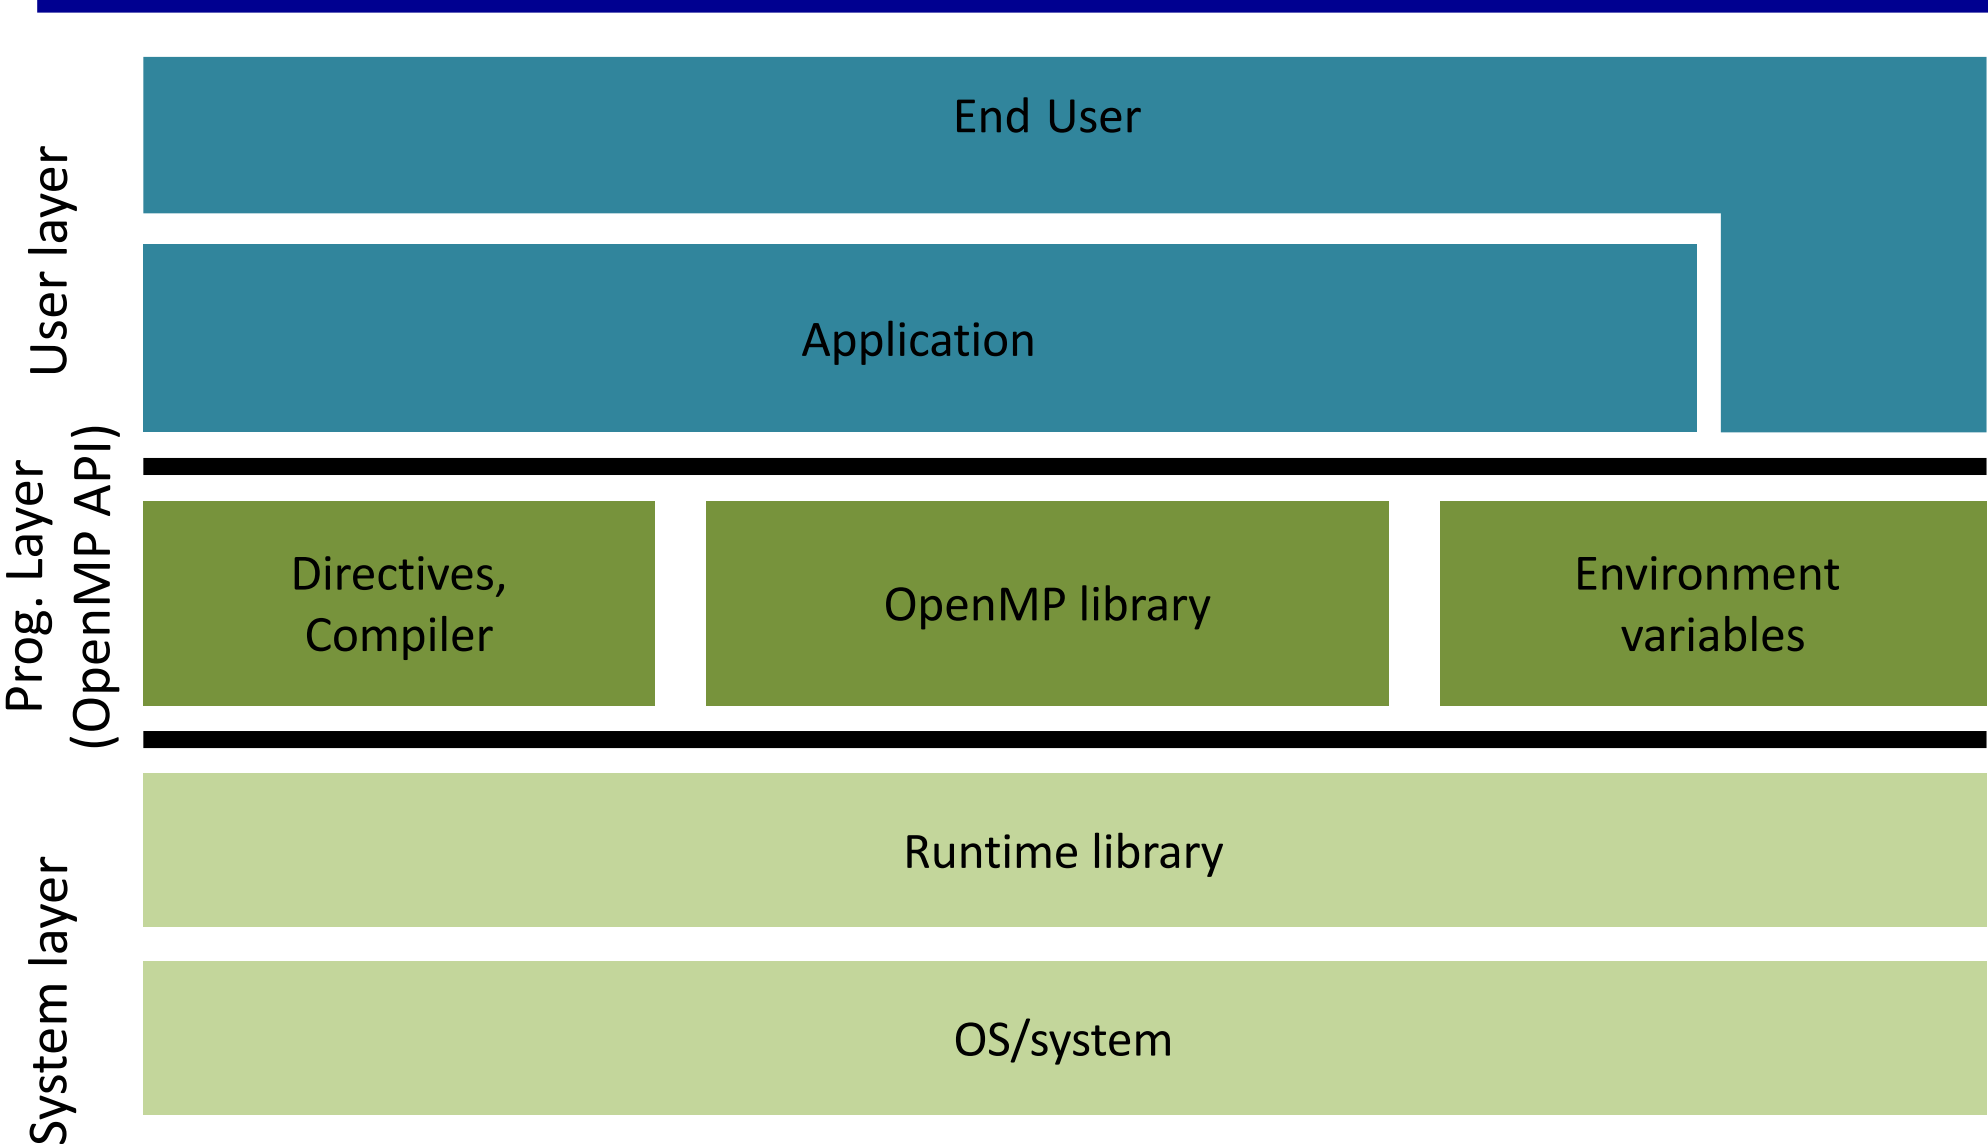 End User
User layer
Application
Prog. Layer
(OpenMP API)
Directives,
Compiler
OpenMP library
Environment
variables
System layer
Runtime library
OS/system